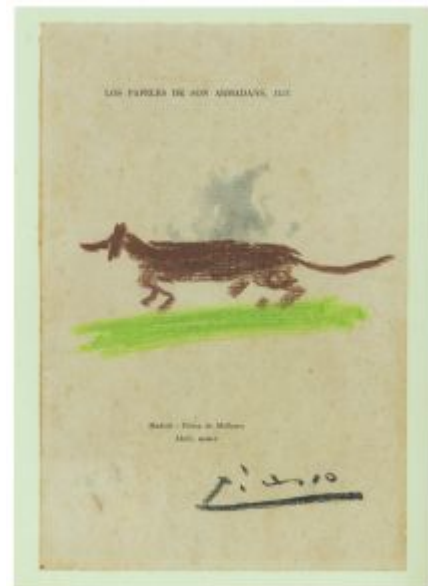 LOS PAPELES DE SON ARMADANS,
Madrid - Palma de Mallorca
Picasso